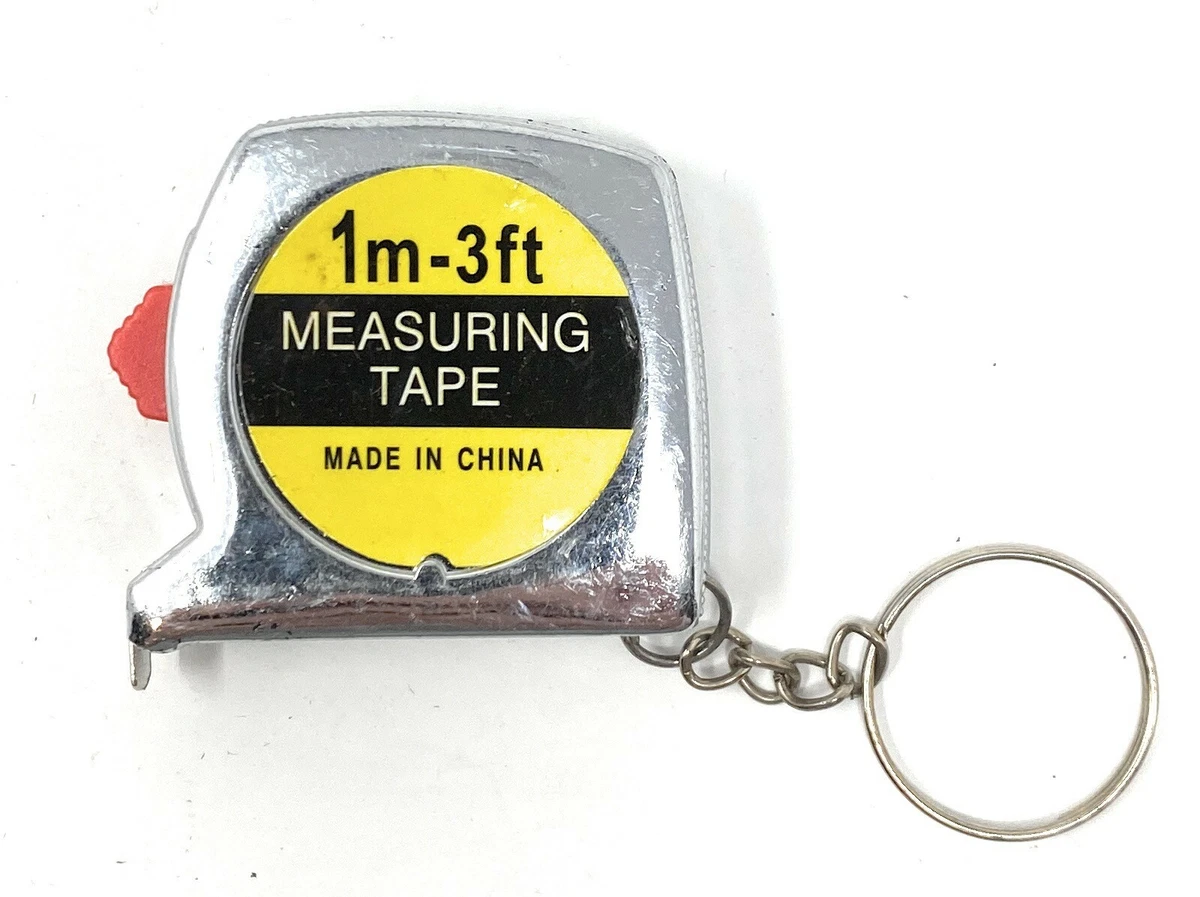 1m-3ft
MEASURING
TAPE
MADE IN CHINA